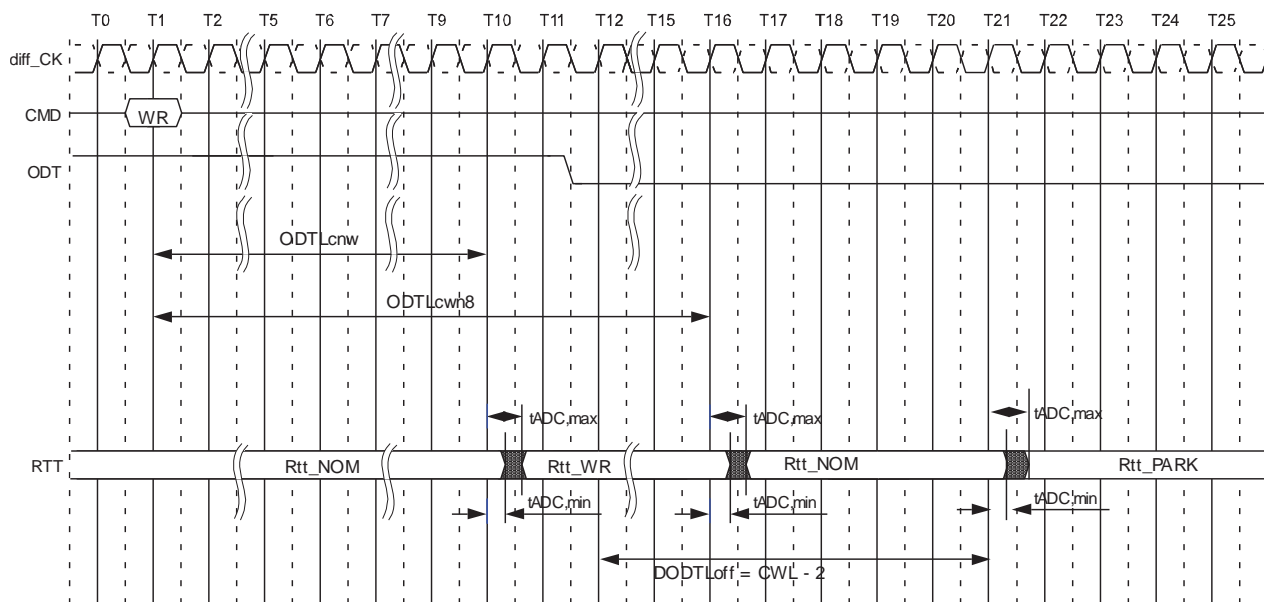 T0 T1 T2 T5 T6 T7 T9 T10 T11 T12 T15 T16 T17 T18 T19 T20 T21 T22 T23 T24 T25
diff_CK
CMD WR
ODT
ODTLcnw
ODTLcwn8
tADC,max tADC,max tADC,max
RTT Rtt_NOM Rtt_WR Rtt_NOM Rtt_PARK
tADC,min tADC,min tADC,min
DODTLoff = CWL - 2